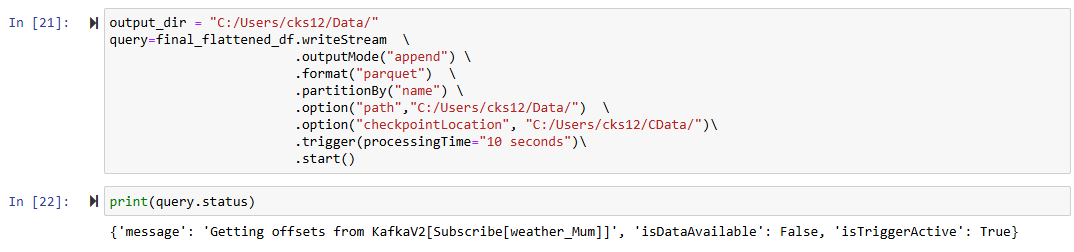 In [21]: output_dir = "C:/Users/cks12/Data/"
query=final_flattened_df.writeStream \
.outputMode("append") \
.format("parquet") \
.partitionBy("name") \
.option("path","C:/Users/cks12/Data/") \
.option("checkpointLocation", "C:/Users/cks12/CData/")\
.trigger(processingTime="10 seconds")\
.start()
In [22]: print(query.status)
{'message': 'Getting offsets from KafkaV2[Subscribe[weather_Mum]]', 'isDataAvailable': False, 'isTriggerActive': True}